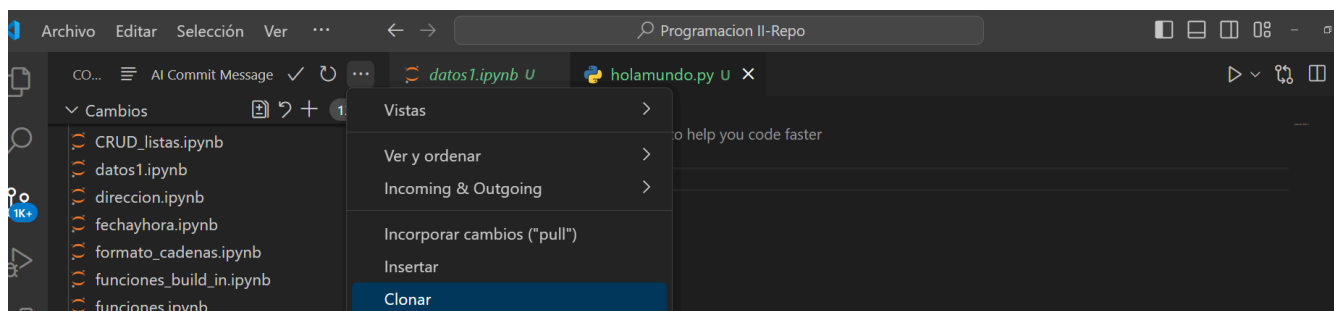 Archivo Editar Selección Ver ··· Programacion II-Repo
CO... AI Commit Message ··· datos1.ipynb U holamundo.py U
Cambios
Vistas
to help you code faster
CRUD_listas.ipynb
Ver y ordenar
datos1.ipynb
Incoming & Outgoing
direccion.ipynb
1K+
fechayhora.ipynb
Incorporar cambios ("pull")
formato_cadenas.ipynb
Insertar
funciones_build_in.ipynb
Clonar
funciones.ipynb